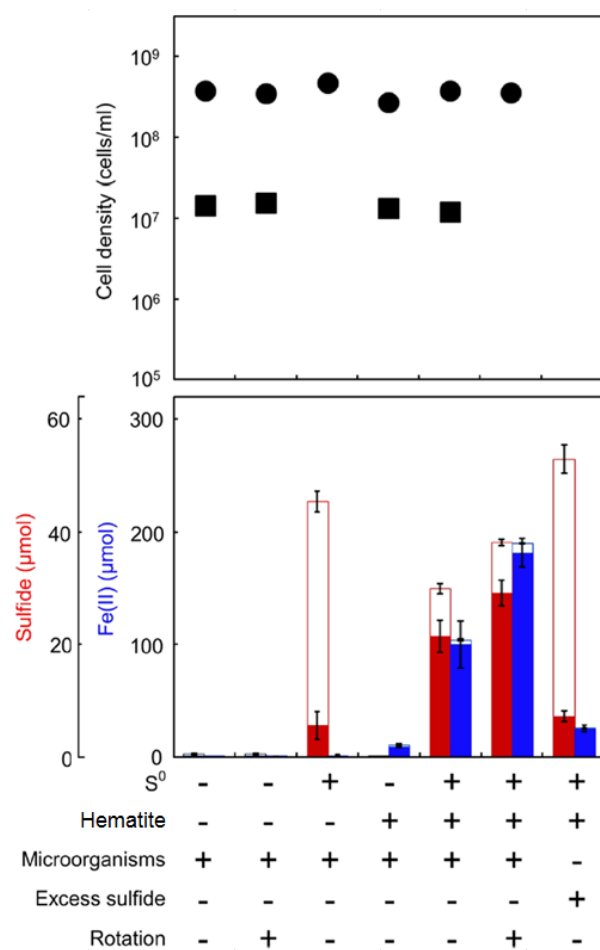 Cell density (cells/ml)
10⁹
10⁸
10⁷
10⁶
10⁵
Sulfide (µmol)
60
40
20
0
Fe(II) (µmol)
300
200
100
0
S⁰ - - + - + + +
Hematite - - - + + + +
Microorganisms + + + + + + -
Excess sulfide - - - - - - +
Rotation - + - - - + -